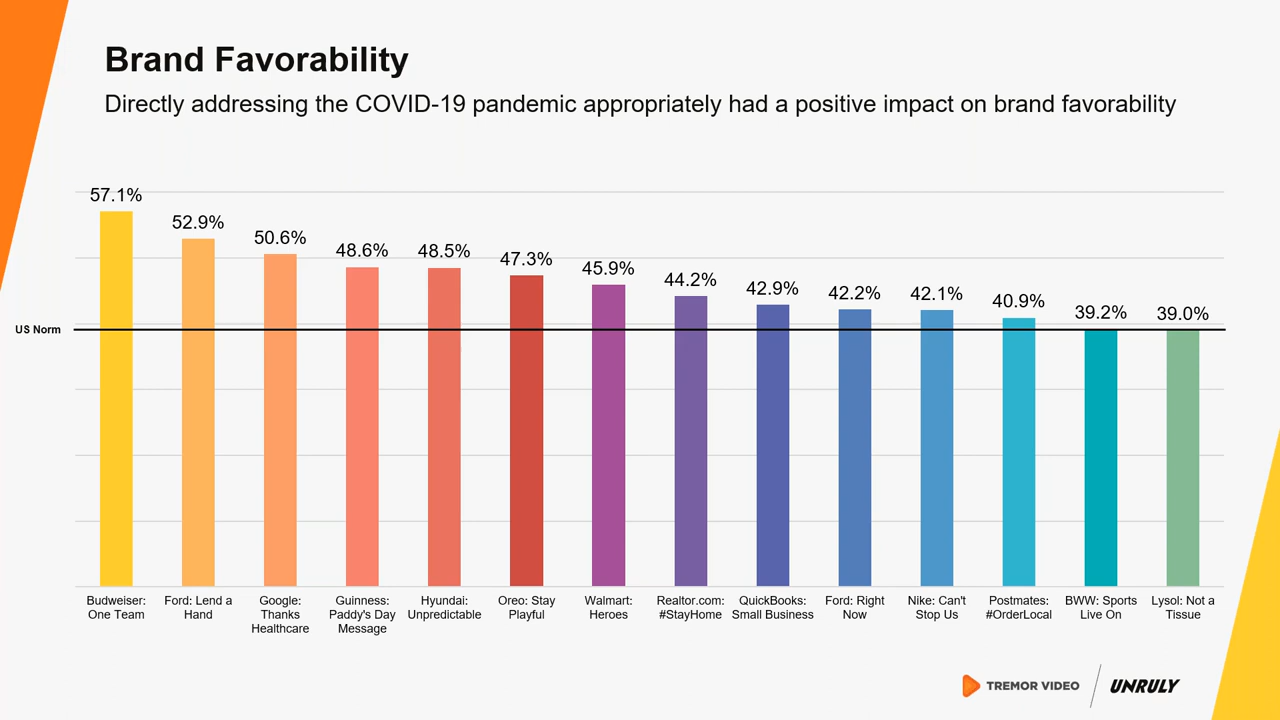 Brand Favorability
Directly addressing the COVID-19 pandemic appropriately had a positive impact on brand favorability
57.1%
52.9%
50.6%
48.6%
48.5%
47.3%
45.9%
44.2%
42.9%
42.2%
42.1%
40.9%
39.2%
39.0%
US Norm
Budweiser:
One Team
Ford: Lend a
Hand
Google:
Thanks
Healthcare
Guinness:
Paddy's Day
Message
Hyundai:
Unpredictable
Oreo: Stay
Playful
Walmart:
Heroes
Realtor.com:
#StayHome
QuickBooks:
Small Business
Ford: Right
Now
Nike: Can't
Stop Us
Postmates:
#OrderLocal
BWW: Sports
Live On
Lysol: Not a
Tissue
TREMOR VIDEO
UNRULY